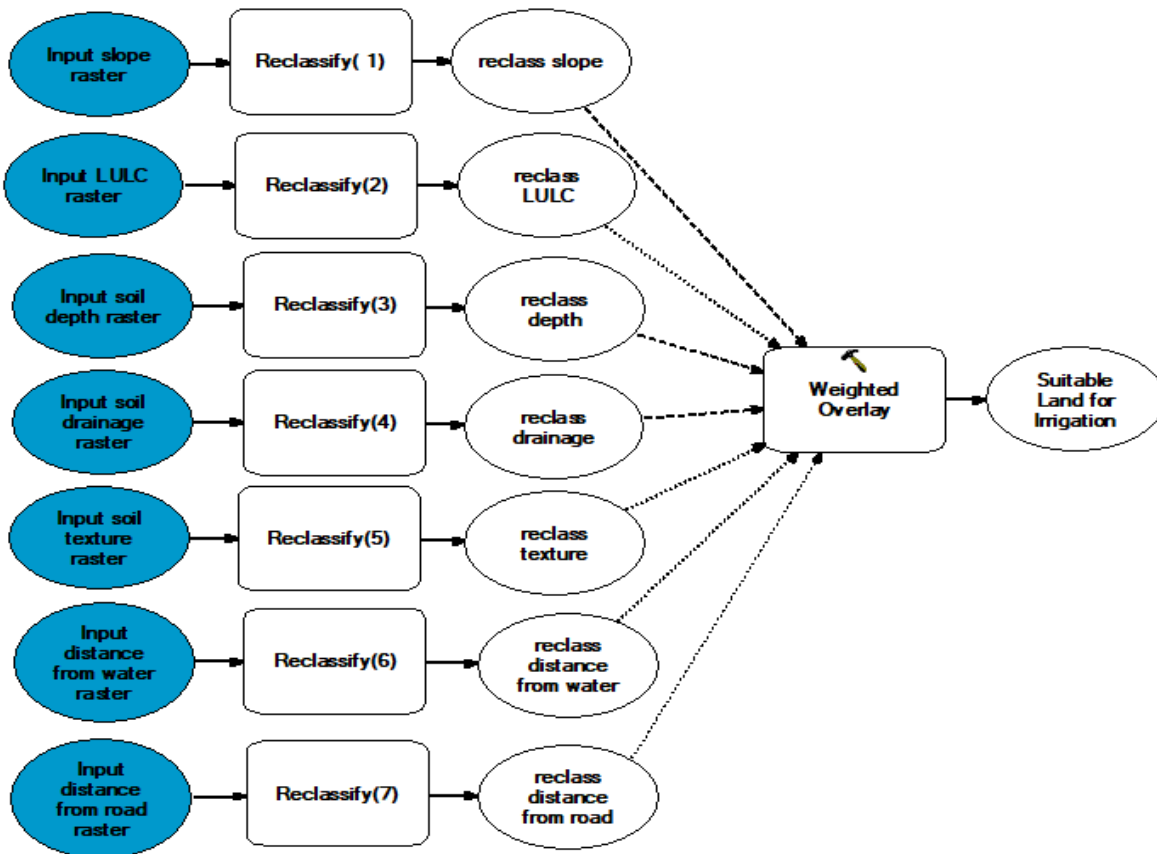 Input slope
raster
Reclassify( 1)
reclass slope
Input LULC
raster
Reclassify(2)
reclass
LULC
Input soil
depth raster
Reclassify(3)
reclass
depth
Input soil
drainage
raster
Reclassify(4)
reclass
drainage
Weighted
Overlay
Suitable
Land for
Irrigation
Input soil
texture
raster
Reclassify(5)
reclass
texture
Input
distance
from water
raster
Reclassify(6)
reclass
distance
from water
Input
distance
from road
raster
Reclassify(7)
reclass
distance
from road